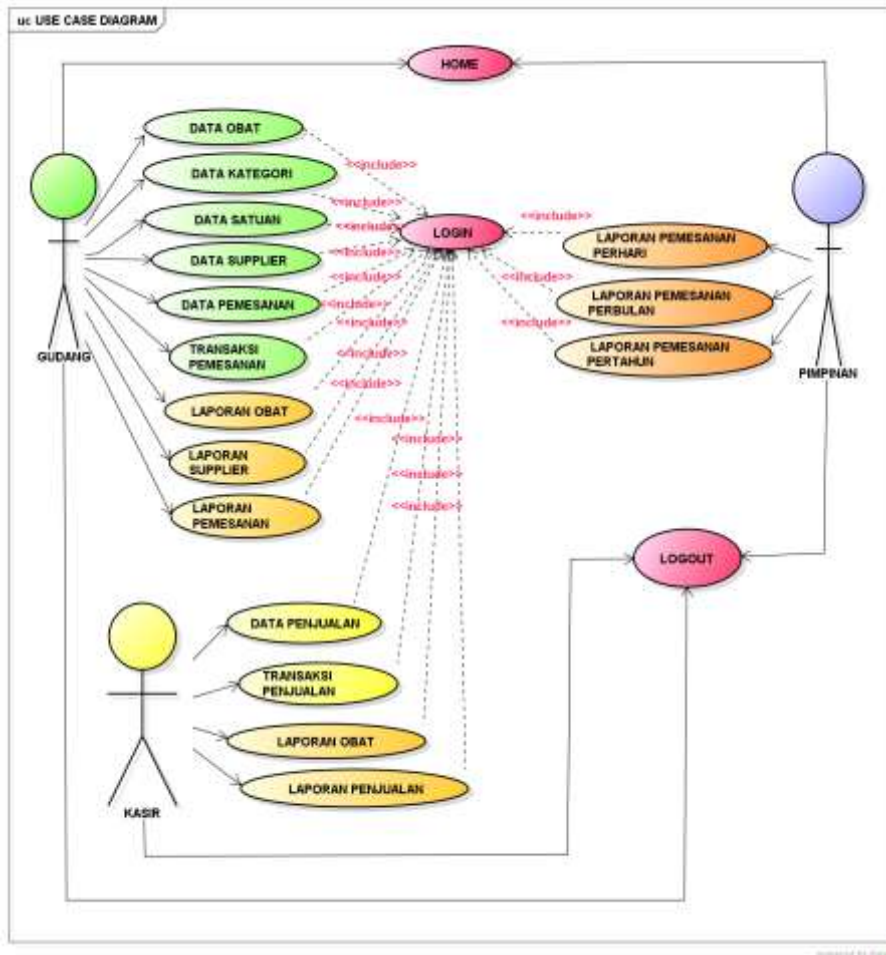 uc USE CASE DIAGRAM
HOME
DATA OBAT
DATA KATEGORI
DATA SATUAN
DATA SUPPLIER
DATA PEMESANAN
TRANSAKSI
PEMESANAN
LAPORAN OBAT
LAPORAN
SUPPLIER
LAPORAN
PEMESANAN
GUDANG
<<include>>
<<include>>
<<include>>
<<include>>
<<include>>
<<include>>
<<include>>
<<include>>
<<include>>
LOGIN
<<include>>
<<include>>
<<include>>
LAPORAN PEMESANAN
PERHARI
LAPORAN PEMESANAN
PERBULAN
LAPORAN PEMESANAN
PERTAHUN
PIMPINAN
<<include>>
<<include>>
<<include>>
<<include>>
LOGOUT
DATA PENJUALAN
TRANSAKSI
PENJUALAN
LAPORAN OBAT
LAPORAN PENJUALAN
KASIR